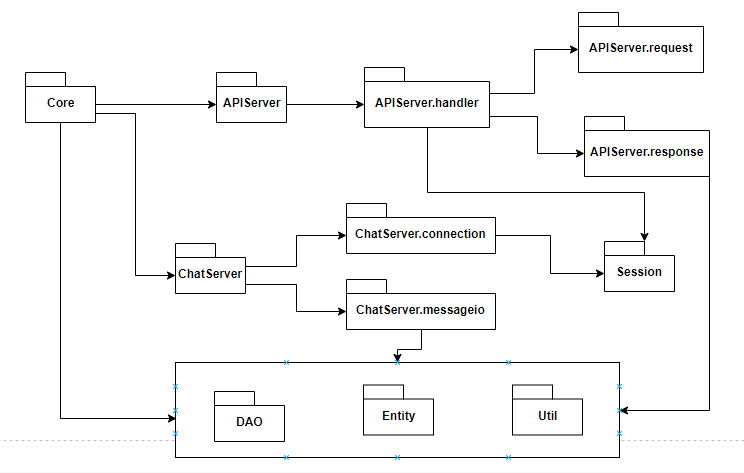 APIServer.request
Core
APIServer
APIServer.handler
APIServer.response
ChatServer.connection
ChatServer
Session
ChatServer.messageio
DAO
Entity
Util